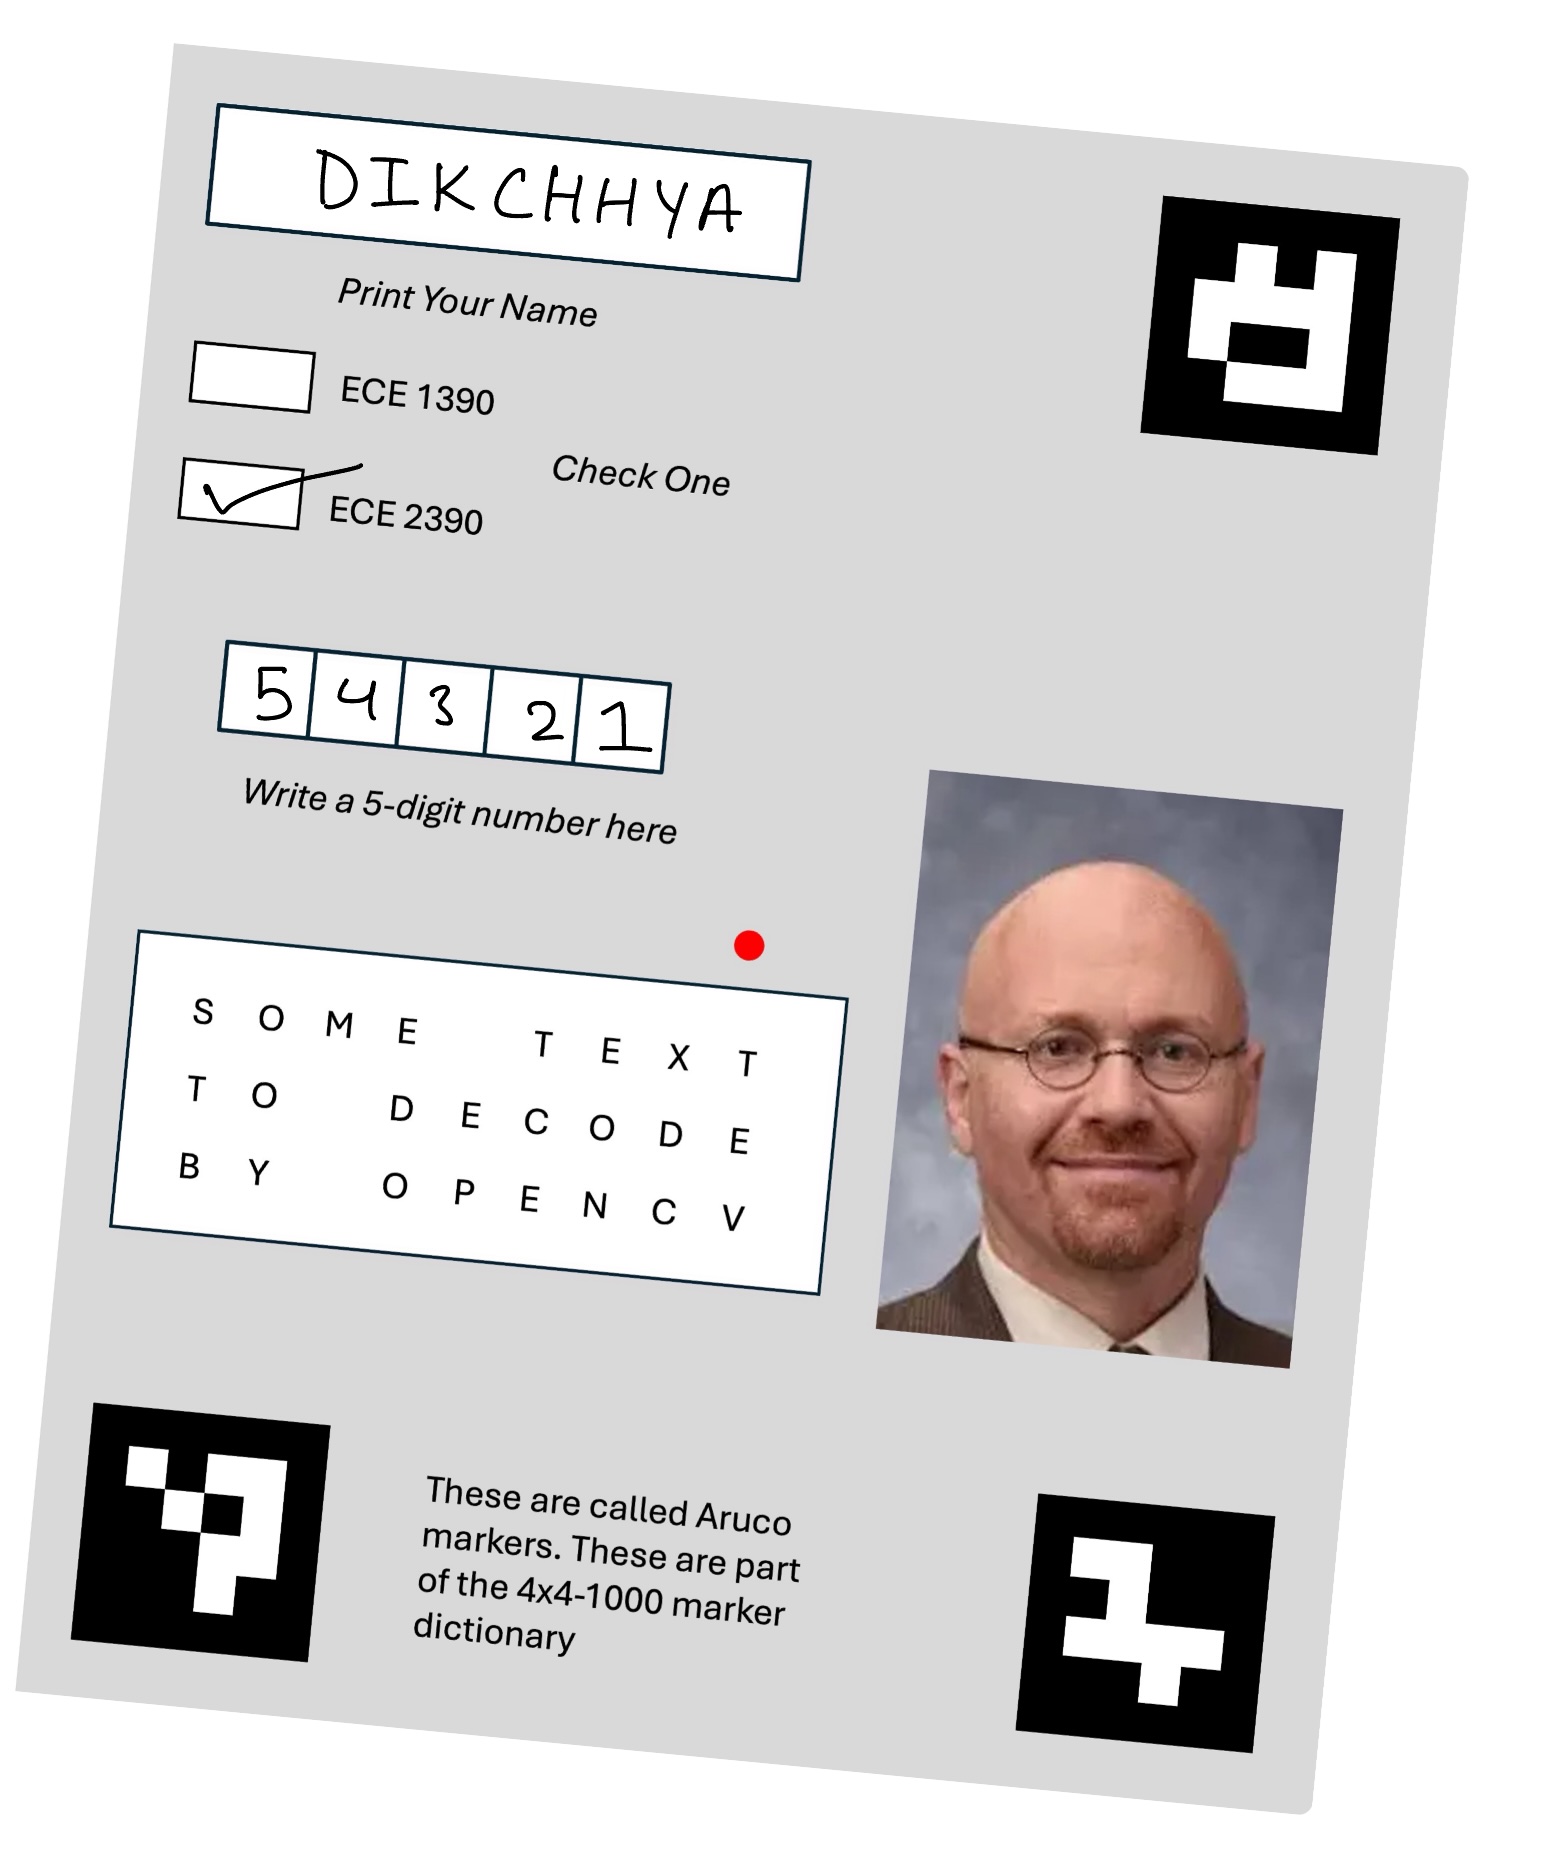 DIKCHHYA
Print Your Name
ECE 1390
Check One
ECE 2390
5 4 3 2 1
Write a 5-digit number here
S O M E T E X T
T O D E C O D E
B Y O P E N C V
These are called Aruco
markers. These are part
of the 4x4-1000 marker
dictionary